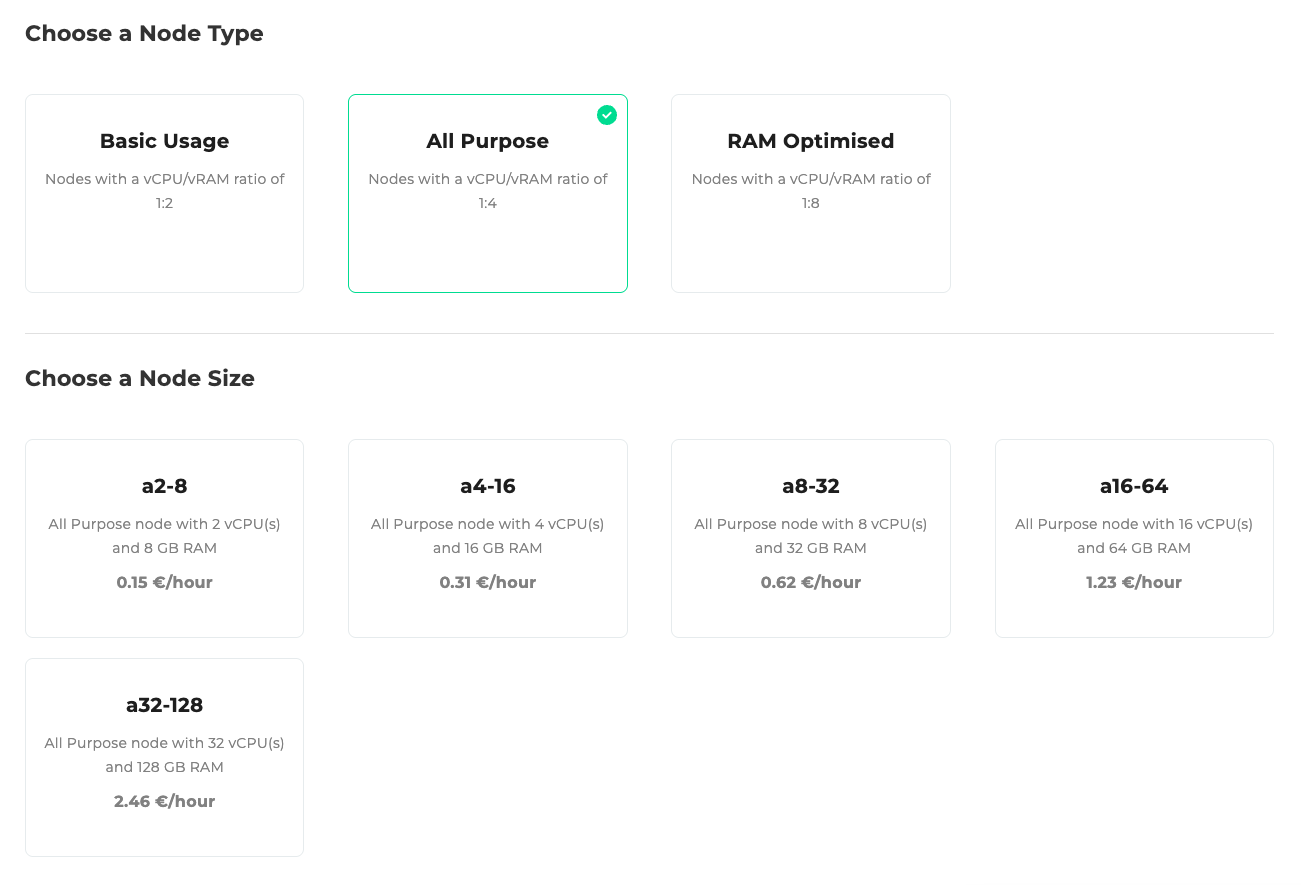 Choose a Node Type
Basic Usage
Nodes with a vCPU/vRAM ratio of
1:2
All Purpose
Nodes with a vCPU/vRAM ratio of
1:4
RAM Optimised
Nodes with a vCPU/vRAM ratio of
1:8
Choose a Node Size
a2-8
All Purpose node with 2 vCPU(s)
and 8 GB RAM
0.15 €/hour
a4-16
All Purpose node with 4 vCPU(s)
and 16 GB RAM
0.31 €/hour
a8-32
All Purpose node with 8 vCPU(s)
and 32 GB RAM
0.62 €/hour
a16-64
All Purpose node with 16 vCPU(s)
and 64 GB RAM
1.23 €/hour
a32-128
All Purpose node with 32 vCPU(s)
and 128 GB RAM
2.46 €/hour